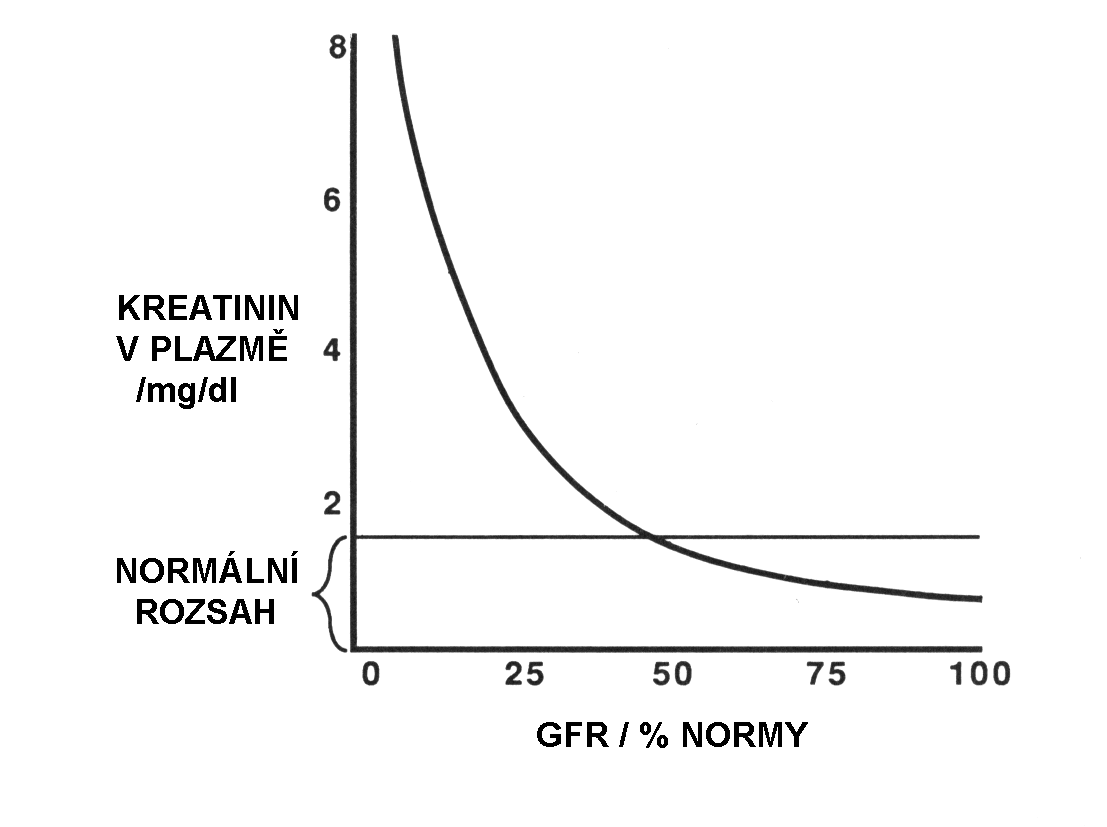 8
6
KREATININ
V PLAZMĚ
/mg/dl
4
2
NORMÁLNÍ
ROZSAH
0 25 50 75 100
GFR / % NORMY